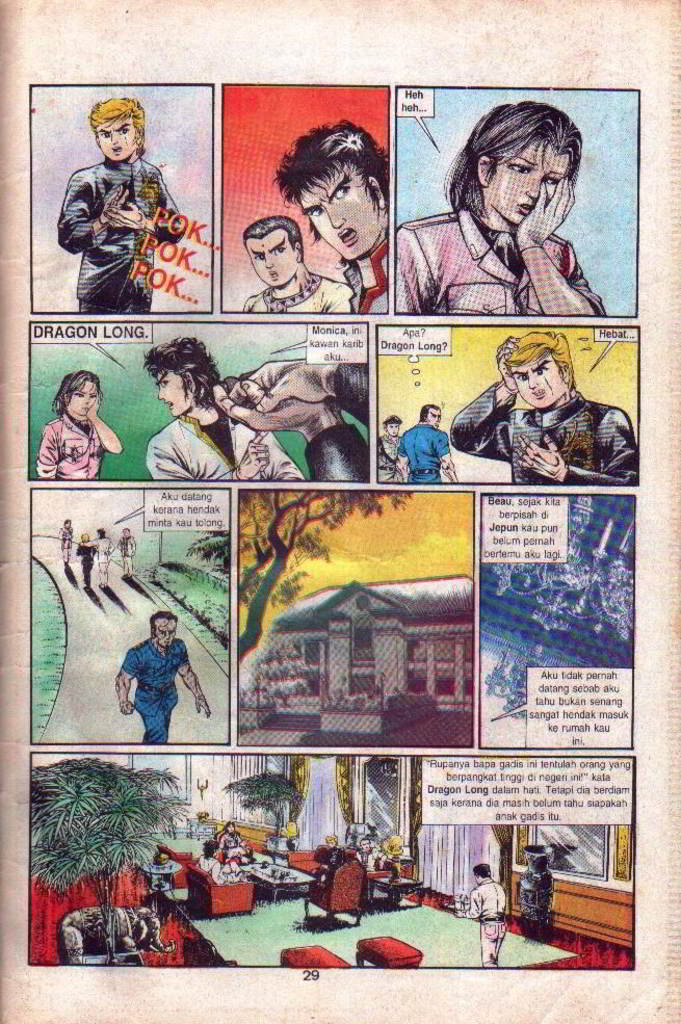 POK...
POK...
POK...
Heh
heh...
DRAGON LONG.
Monica, ini
kawan karib
aku...
Apa?
Dragon Long?
Hebat...
Aku datang
kerana hendak
minta kau tolong.
Beau, sejak kita
berpisah di
Jepun kau pun
belum pernah
bertemu aku lagi.
Aku tidak pernah
datang sebab aku
tahu bukan senang
sangat hendak masuk
ke rumah kau
ini.
"Rupanya bapa gadis ini tentulah orang yang
berpangkat tinggi di negeri ini!" kata
Dragon Long dalam hati. Tetapi dia berdiam
saja kerana dia masih belum tahu siapakah
anak gadis itu.
29